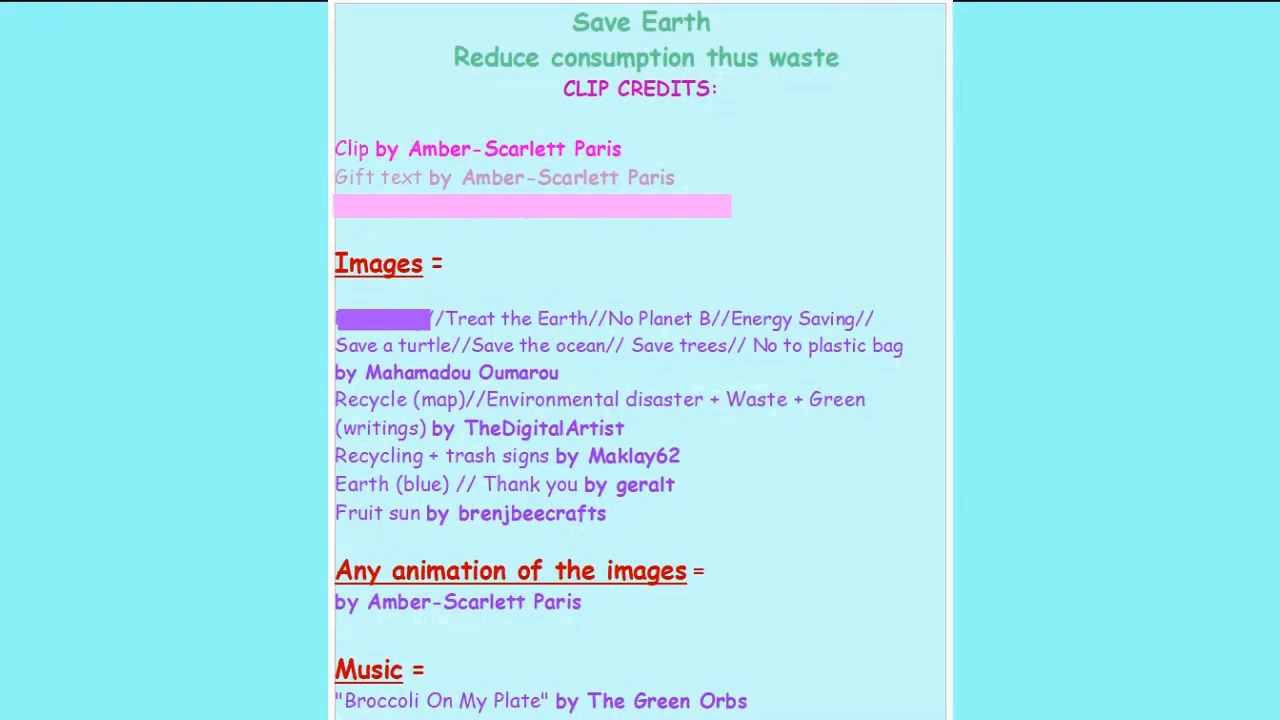 Save Earth
Reduce consumption thus waste
CLIP CREDITS:
Clip by Amber-Scarlett Paris
Gift text by Amber-Scarlett Paris
Images =
//Treat the Earth//No Planet B//Energy Saving//
Save a turtle//Save the ocean// Save trees// No to plastic bag
by Mahamadou Oumarou
Recycle (map)//Environmental disaster + Waste + Green
(writings) by TheDigitalArtist
Recycling + trash signs by Maklay62
Earth (blue) // Thank you by geralt
Fruit sun by brenjbeecrafts
Any animation of the images =
by Amber-Scarlett Paris
Music =
"Broccoli On My Plate" by The Green Orbs